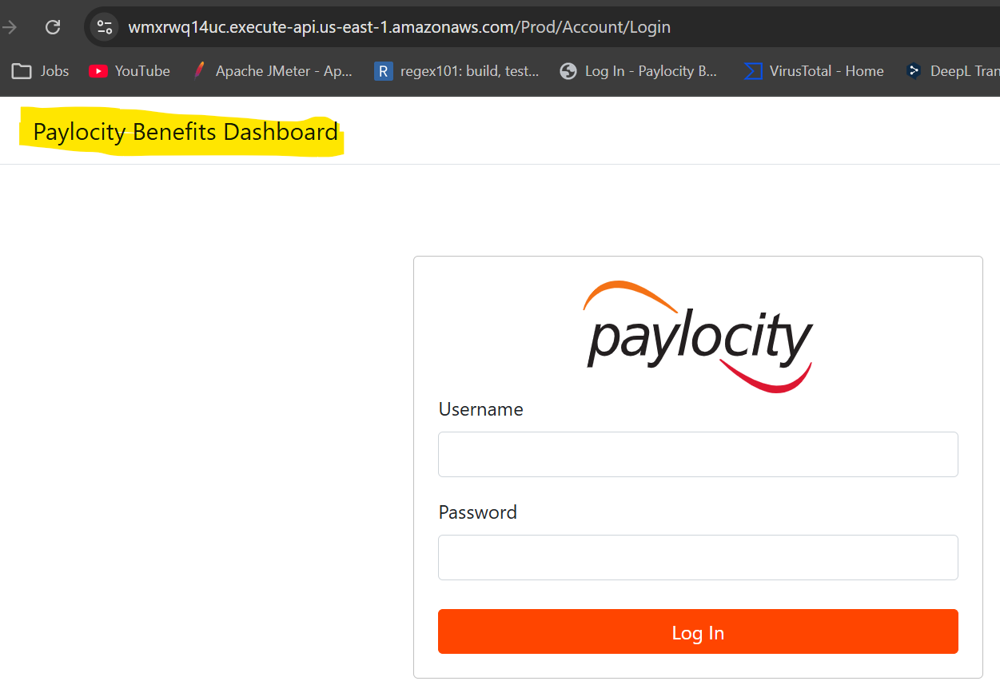 wmxrwq14uc.execute-api.us-east-1.amazonaws.com/Prod/Account/Login
Jobs YouTube Apache JMeter - Ap... R regex101: build, test... Log In - Paylocity B... VirusTotal - Home DeepL Tran
Paylocity Benefits Dashboard
paylocity
Username
Password
Log In